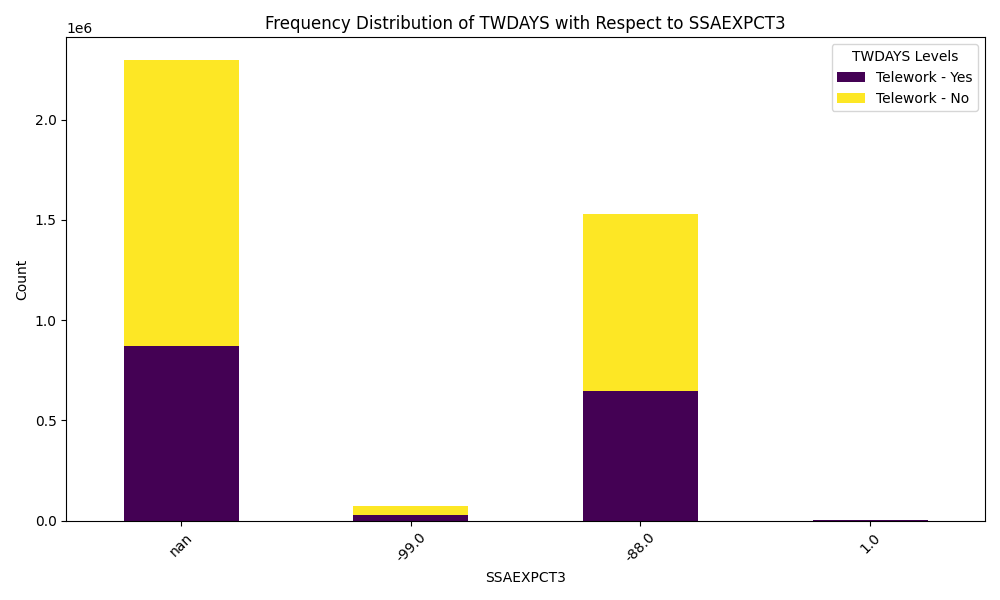 Frequency Distribution of TWDAYS with Respect to SSAEXPCT3
1e6
TWDAYS Levels
Telework - Yes
Telework - No
2.0
1.5
1.0
0.5
0.0
Count
nan
-99.0
-88.0
1.0
SSAEXPCT3